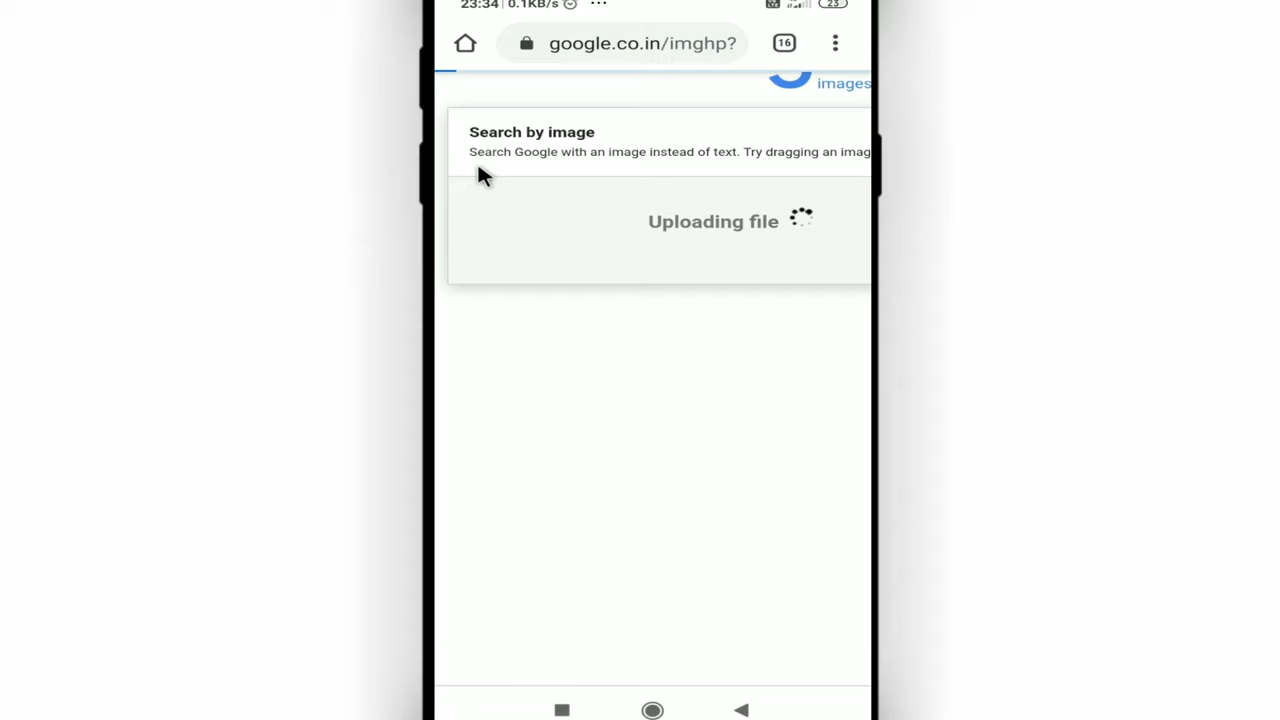 23:34 0.1KB/s ...
23
google.co.in/imghp?
16
images
Search by image
Search Google with an image instead of text. Try dragging an imag
Uploading file